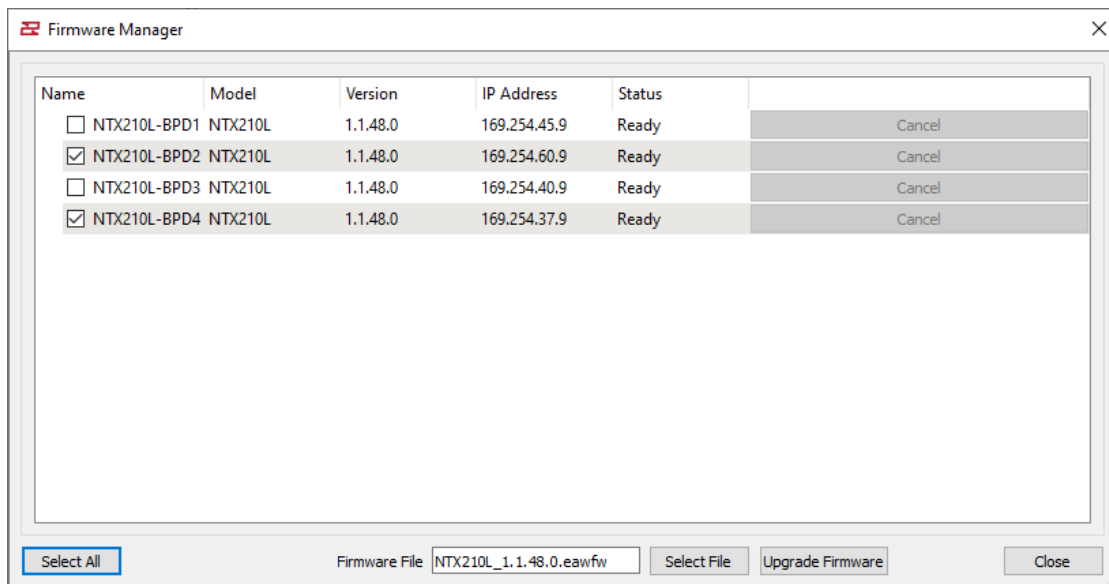 Firmware Manager
Name Model Version IP Address Status
NTX210L-BPD1 NTX210L 1.1.48.0 169.254.45.9 Ready Cancel
NTX210L-BPD2 NTX210L 1.1.48.0 169.254.60.9 Ready Cancel
NTX210L-BPD3 NTX210L 1.1.48.0 169.254.40.9 Ready Cancel
NTX210L-BPD4 NTX210L 1.1.48.0 169.254.37.9 Ready Cancel
Select All Firmware File NTX210L_1.1.48.0.eawfw Select File Upgrade Firmware Close